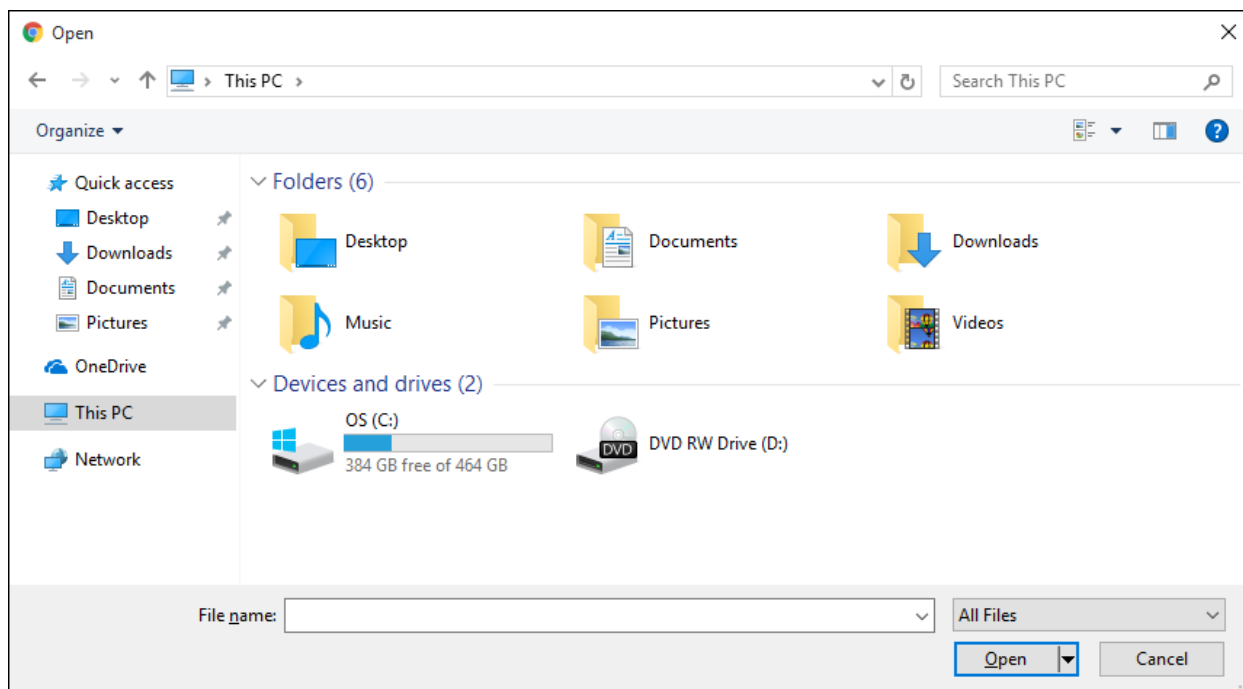 Open
This PC
Search This PC
Organize
Quick access
Desktop
Downloads
Documents
Pictures
OneDrive
This PC
Network
Folders (6)
Desktop
Documents
Downloads
Music
Pictures
Videos
Devices and drives (2)
OS (C:)
384 GB free of 464 GB
DVD
DVD RW Drive (D:)
File name:
All Files
Open
Cancel